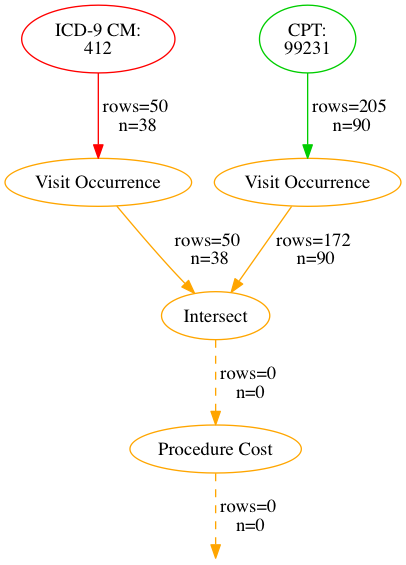 ICD-9 CM:
412
CPT:
99231
rows=50
n=38
rows=205
n=90
Visit Occurrence
Visit Occurrence
rows=50
n=38
rows=172
n=90
Intersect
rows=0
n=0
Procedure Cost
rows=0
n=0